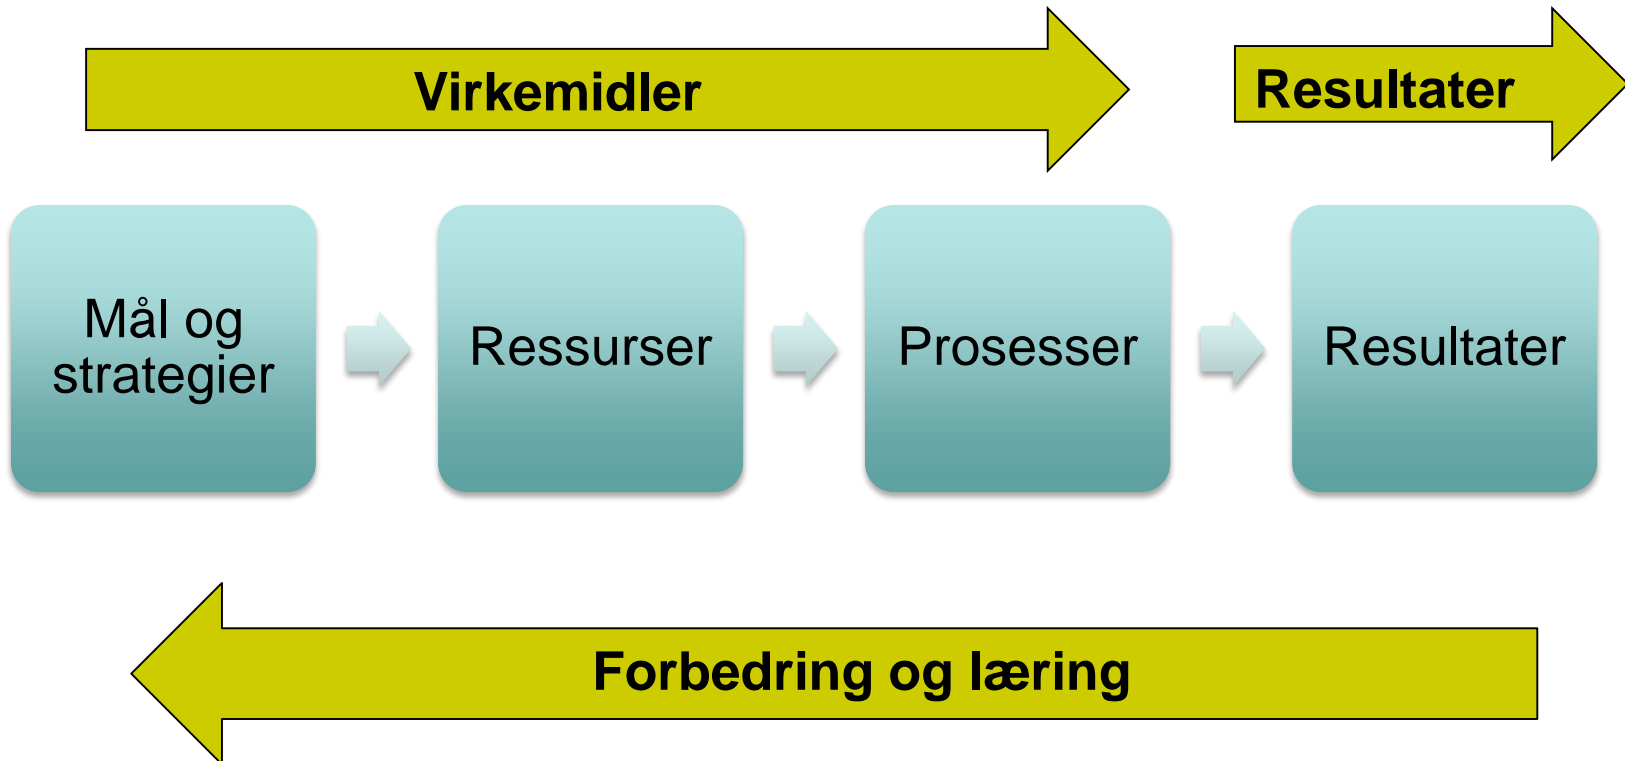 Virkemidler
Resultater
Mål og
strategier
Ressurser
Prosesser
Resultater
Forbedring og læring